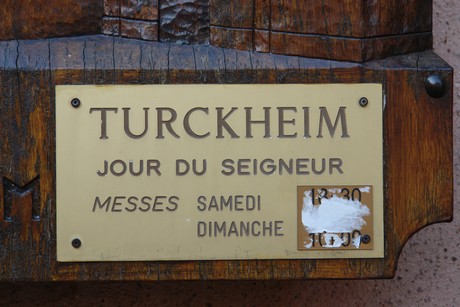 TURCKHEIM
JOUR DU SEIGNEUR
MESSES SAMEDI
DIMANCHE